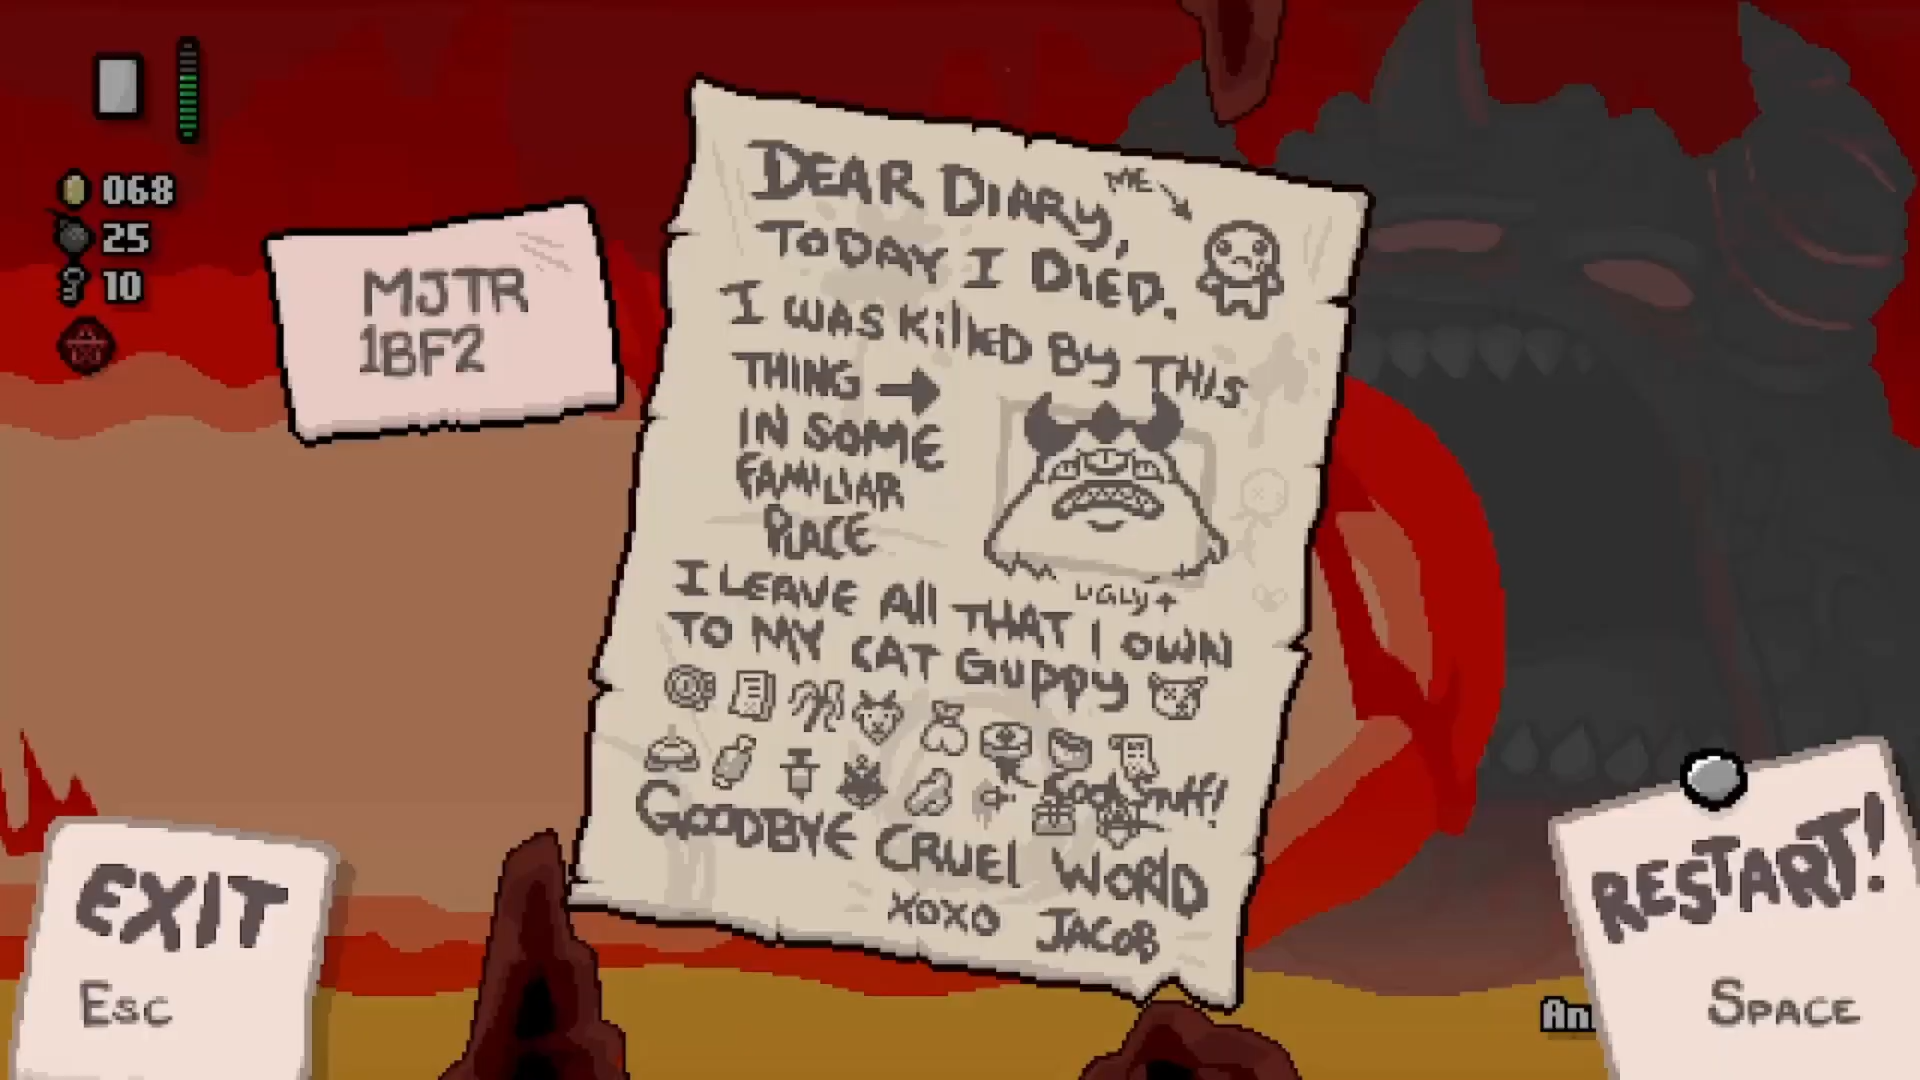 068
25
10
MJTR
1BF2
DEAR DIARY,
ME
TODAY I DIED.
I WAS KillED BY THIS
THING
IN SOME
FAMILIAR
PLACE
UGLY
I LEAVE All THAT I OWN
TO MY CAT GUPPY
Cool STuff!
GOODBYE CRUEl WORlD
XOXO JACOB
EXIT
Esc
RESTART!
SPACE